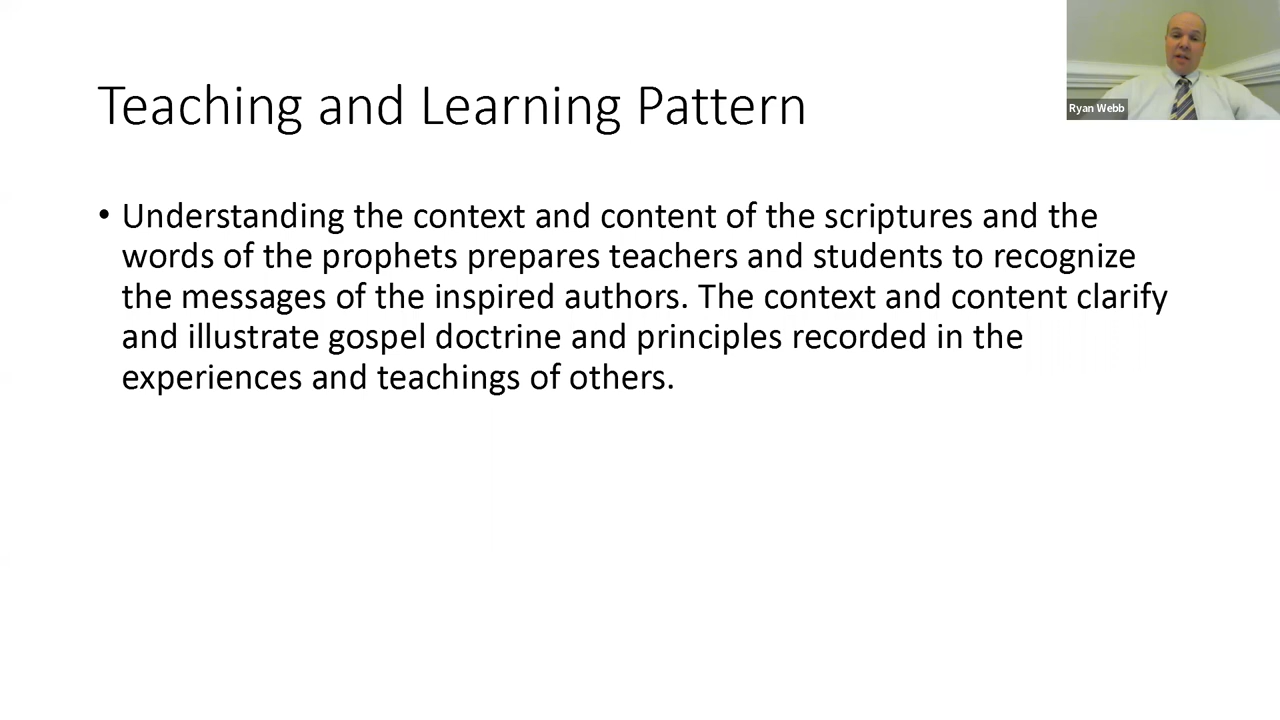 Teaching and Learning Pattern
Ryan Webb
• Understanding the context and content of the scriptures and the
words of the prophets prepares teachers and students to recognize
the messages of the inspired authors. The context and content clarify
and illustrate gospel doctrine and principles recorded in the
experiences and teachings of others.